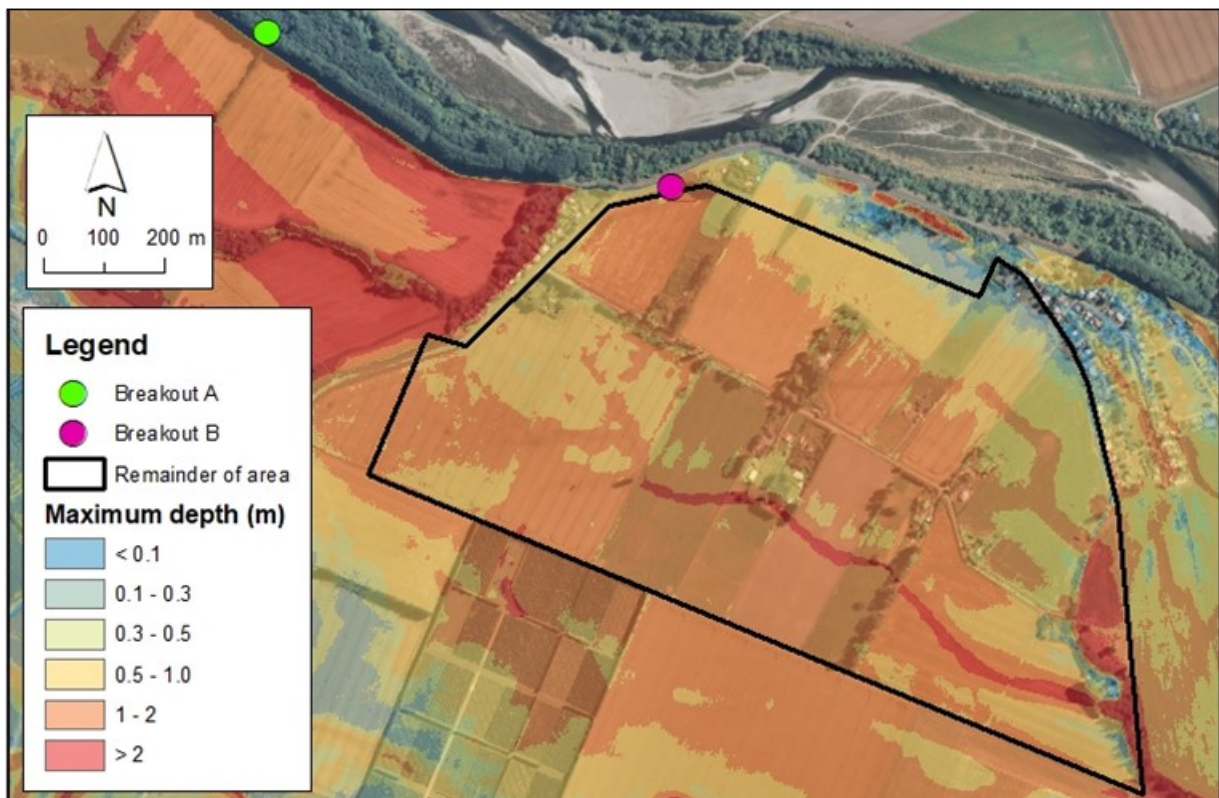 N
0 100 200 m
Legend
Breakout A
Breakout B
Remainder of area
Maximum depth (m)
< 0.1
0.1 - 0.3
0.3 - 0.5
0.5 - 1.0
1 - 2
> 2